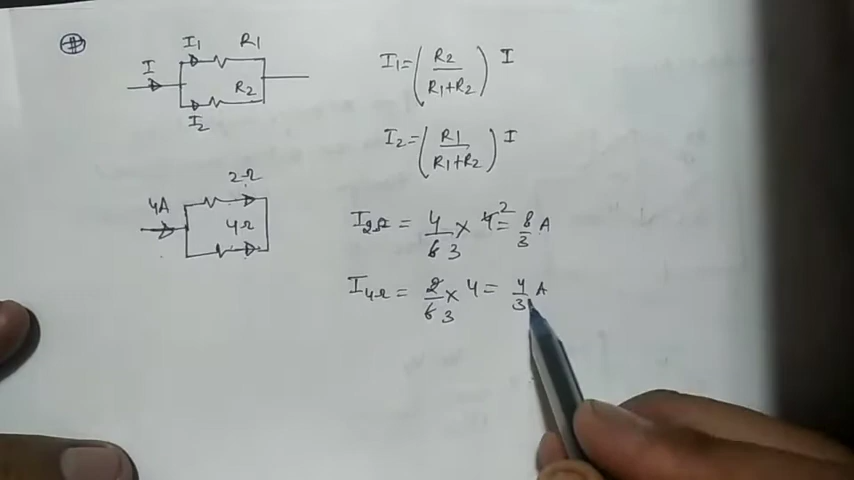 #
I I1 R1
R2
I2
I1 = (R2 / R1+R2) I
I2 = (R1 / R1+R2) I
4A 2Ω
4Ω
I2Ω = 4/6 3 × 4 2 = 8/3 A
I4Ω = 2/6 3 × 4 = 4/3 A